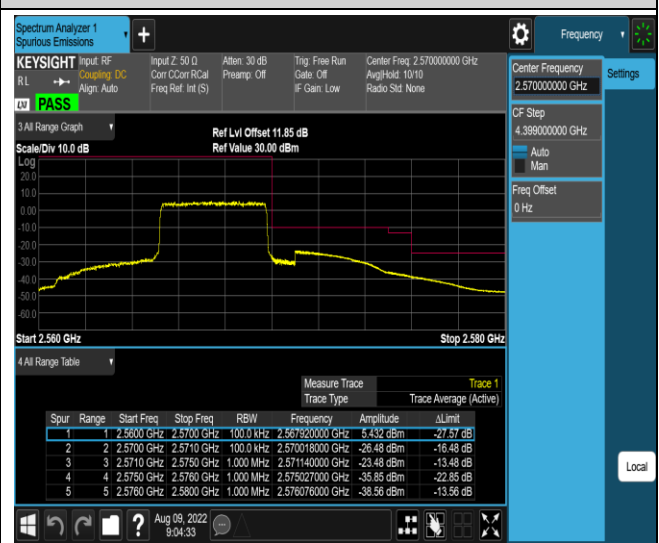 Spectrum Analyzer 1
Spurious Emissions
Frequency
KEYSIGHT Input: RF Input Z: 50 Ω Atten: 30 dB Trig: Free Run Center Freq: 2.570000000 GHz
RL Coupling: DC Corr CCorr RCal Preamp: Off Gate: Off Avg|Hold: 10/10
Align: Auto Freq Ref: Int (S) IF Gain: Low Radio Std: None
LXI PASS
Center Frequency
2.570000000 GHz
Settings
CF Step
4.399000000 GHz
Auto
Man
Freq Offset
0 Hz
3 All Range Graph
Ref Lvl Offset 11.85 dB
Scale/Div 10.0 dB Ref Value 30.00 dBm
Log
20.0
10.0
0.00
-10.0
-20.0
-30.0
-40.0
-50.0
-60.0
Start 2.560 GHz Stop 2.580 GHz
4 All Range Table
Measure Trace Trace 1
Trace Type Trace Average (Active)
Spur Range Start Freq Stop Freq RBW Frequency Amplitude ΔLimit
1 1 2.5600 GHz 2.5700 GHz 100.0 kHz 2.567920000 GHz 5.432 dBm -27.57 dB
2 2 2.5700 GHz 2.5710 GHz 100.0 kHz 2.570018000 GHz -26.48 dBm -16.48 dB
3 3 2.5710 GHz 2.5750 GHz 1.000 MHz 2.571140000 GHz -23.48 dBm -13.48 dB
4 4 2.5750 GHz 2.5760 GHz 1.000 MHz 2.575027000 GHz -35.85 dBm -22.85 dB
5 5 2.5760 GHz 2.5800 GHz 1.000 MHz 2.576076000 GHz -38.56 dBm -13.56 dB
Local
Aug 09, 2022
9:04:33